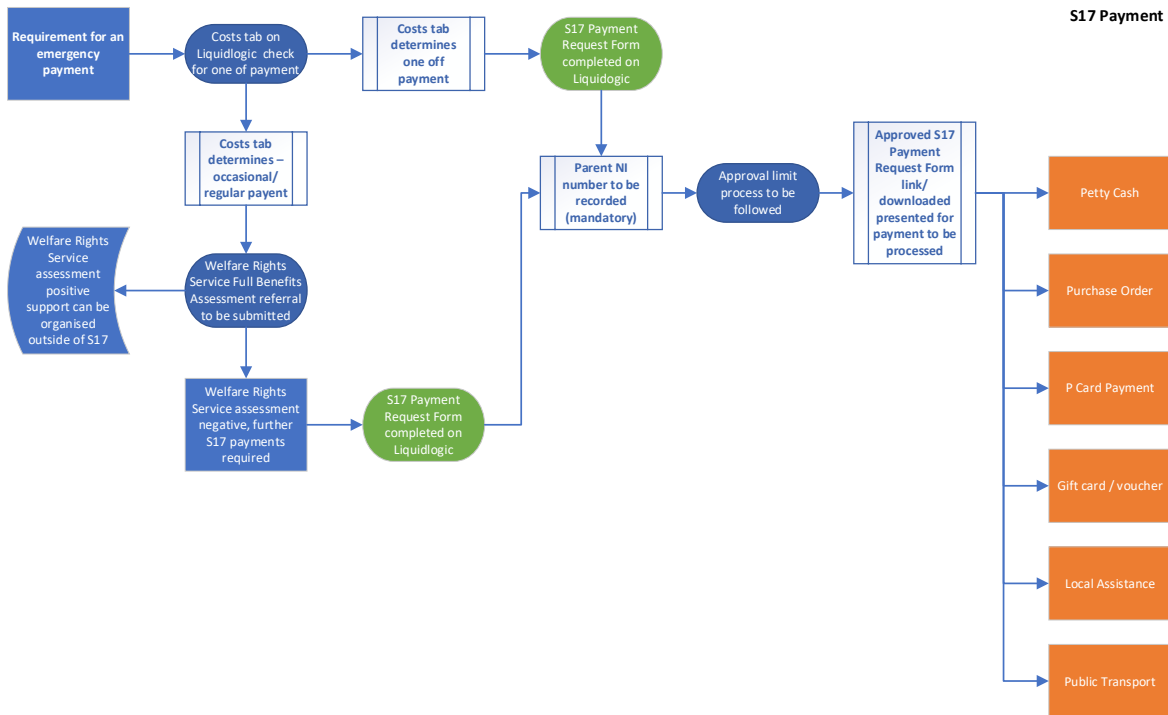 S17 Payment
Requirement for an
emergency
payment
Costs tab on
Liquidlogic check
for one of payment
Costs tab
determines
one off
payment
S17 Payment
Request Form
completed on
Liquidogic
Costs tab
determines –
occasional/
regular payent
Parent NI
number to be
recorded
(mandatory)
Approval limit
process to be
followed
Approved S17
Payment
Request Form
link/
downloaded
presented for
payment to be
processed
Petty Cash
Welfare Rights
Service
assessment
positive
support can be
organised
outside of S17
Welfare Rights
Service Full Benefits
Assessment referral
to be submitted
Purchase Order
Welfare Rights
Service assessment
negative, further
S17 payments
required
S17 Payment
Request Form
completed on
Liquidlogic
P Card Payment
Gift card / voucher
Local Assistance
Public Transport